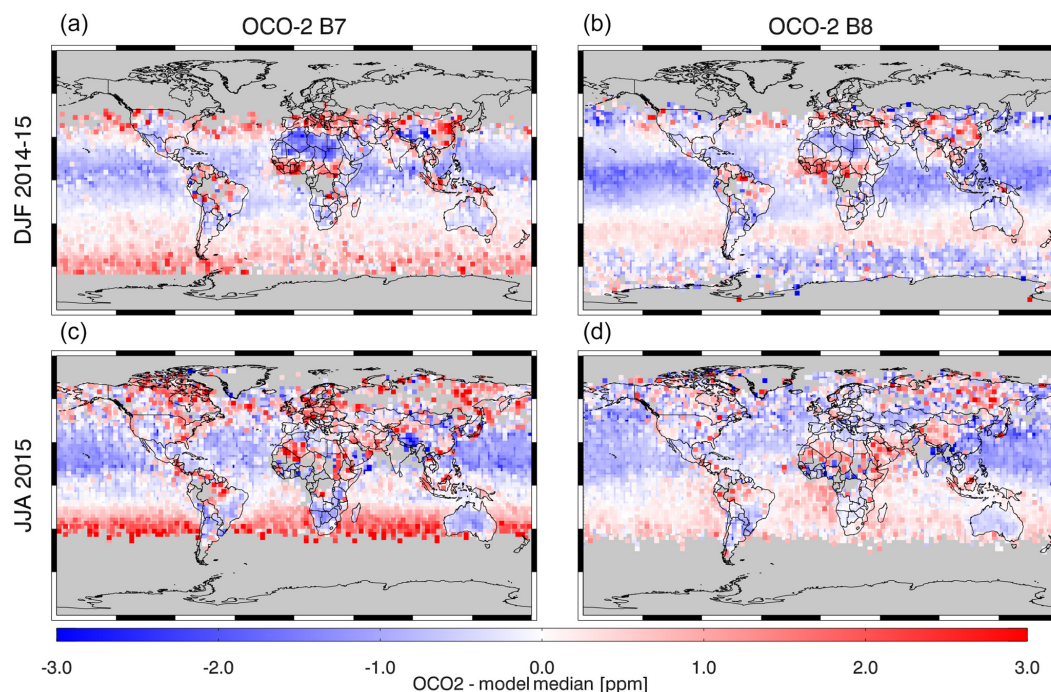 (a) OCO-2 B7
(b) OCO-2 B8
DJF 2014-15
(c)
(d)
JJA 2015
-3.0 -2.0 -1.0 0.0 1.0 2.0 3.0
OCO2 - model median [ppm]